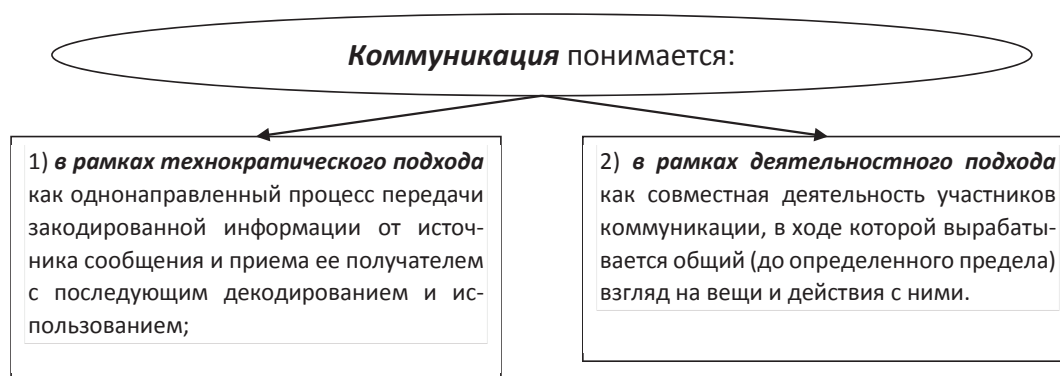 Коммуникация понимается:
1) в рамках технократического подхода
как однонаправленный процесс передачи
закодированной информации от источ-
ника сообщения и приема ее получателем
с последующим декодированием и ис-
пользованием;
2) в рамках деятельностного подхода
как совместная деятельность участников
коммуникации, в ходе которой вырабаты-
вается общий (до определенного предела)
взгляд на вещи и действия с ними.